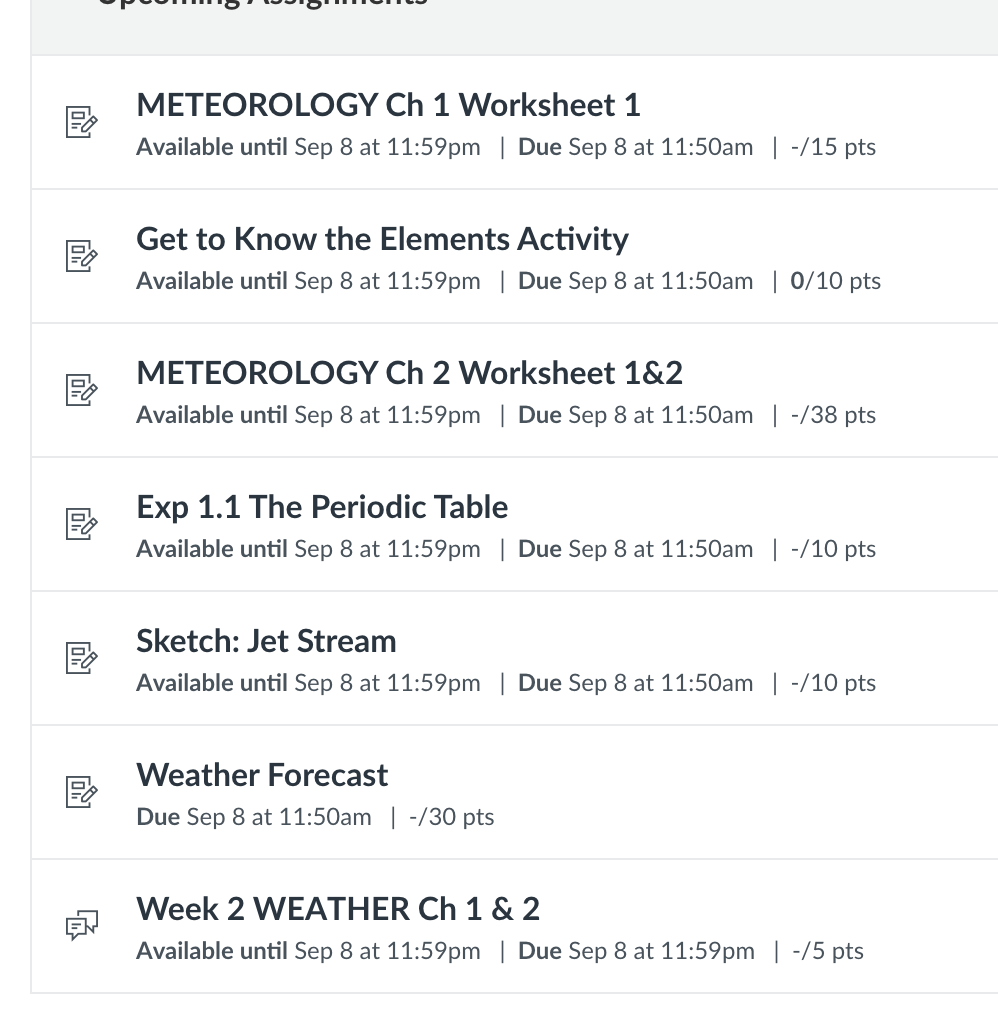 Upcoming Assignments
METEOROLOGY Ch 1 Worksheet 1
Available until Sep 8 at 11:59pm | Due Sep 8 at 11:50am | -/15 pts
Get to Know the Elements Activity
Available until Sep 8 at 11:59pm | Due Sep 8 at 11:50am | 0/10 pts
METEOROLOGY Ch 2 Worksheet 1&2
Available until Sep 8 at 11:59pm | Due Sep 8 at 11:50am | -/38 pts
Exp 1.1 The Periodic Table
Available until Sep 8 at 11:59pm | Due Sep 8 at 11:50am | -/10 pts
Sketch: Jet Stream
Available until Sep 8 at 11:59pm | Due Sep 8 at 11:50am | -/10 pts
Weather Forecast
Due Sep 8 at 11:50am | -/30 pts
Week 2 WEATHER Ch 1 & 2
Available until Sep 8 at 11:59pm | Due Sep 8 at 11:59pm | -/5 pts